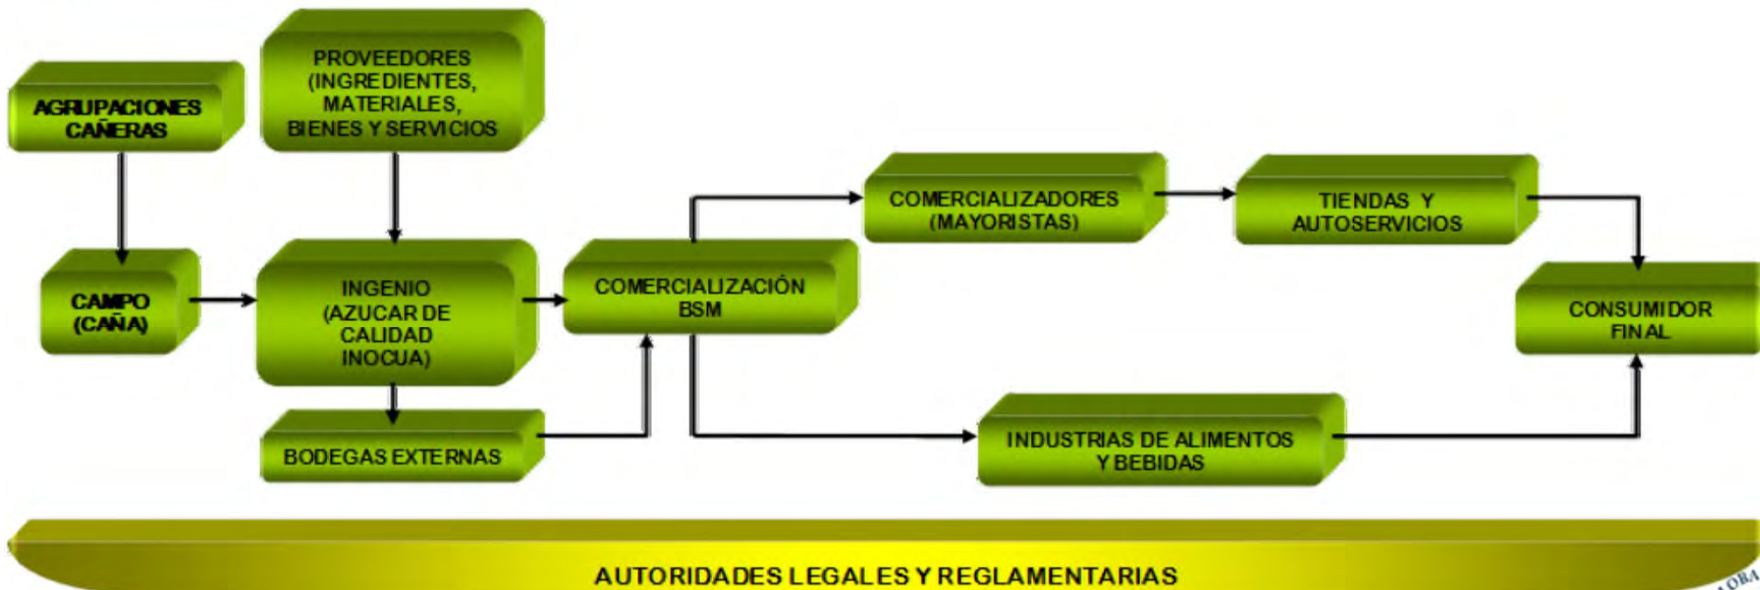 AGRUPACIONES
CAÑERAS
PROVEEDORES
(INGREDIENTES,
MATERIALES,
BIENES Y SERVICIOS
CAMPO
(CAÑA)
INGENIO
(AZUCAR DE
CALIDAD
INOCUA)
BODEGAS EXTERNAS
COMERCIALIZACIÓN
BSM
COMERCIALIZADORES
(MAYORISTAS)
TIENDAS Y
AUTOSERVICIOS
INDUSTRIAS DE ALIMENTOS
Y BEBIDAS
CONSUMIDOR
FINAL
AUTORIDADES LEGALES Y REGLAMENTARIAS